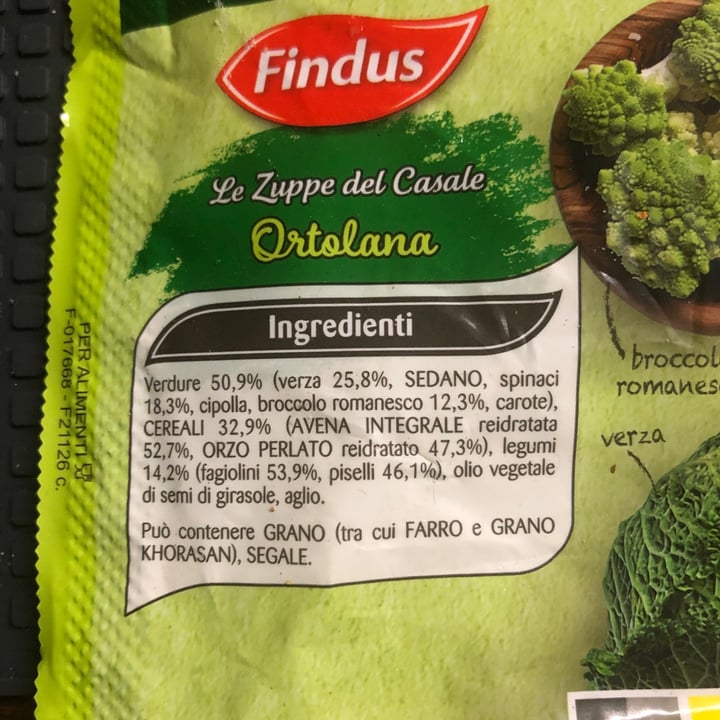 Findus
Le Zuppe del Casale
Ortolana
Ingredienti
Verdure 50,9% (verza 25,8%, SEDANO, spinaci
18,3%, cipolla, broccolo romanesco 12,3%, carote),
CEREALI 32,9% (AVENA INTEGRALE reidratata
52,7%, ORZO PERLATO reidratato 47,3%), legumi
14,2% (fagiolini 53,9%, piselli 46,1%), olio vegetale
di semi di girasole, aglio.
Può contenere GRANO (tra cui FARRO e GRANO
KHORASAN), SEGALE.
broccol
romanes
verza
PER ALIMENTI
F-017668 - F21126 c.